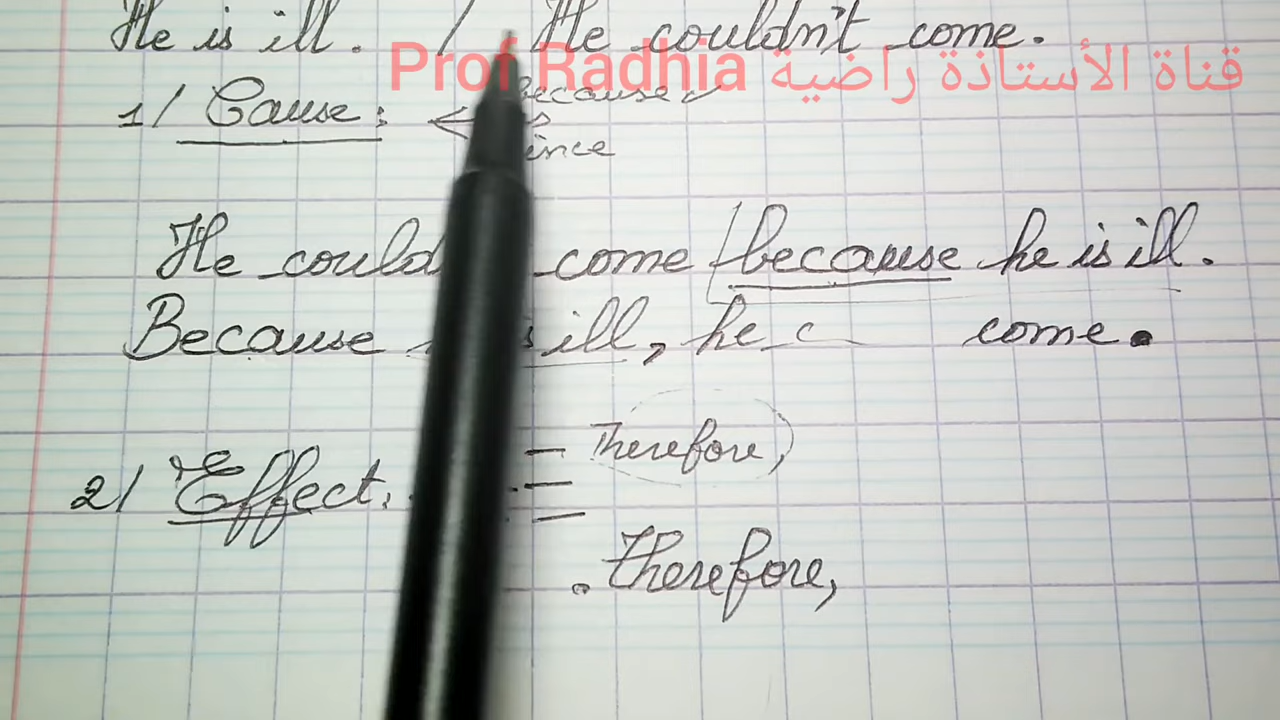 He is ill. / He couldn't come.
Prof Radhia قناة الأستاذة راضية
1/ Cause: because
He could come because he is ill.
Because ill, he c come.
2/ Effect: Therefore,
. Therefore,